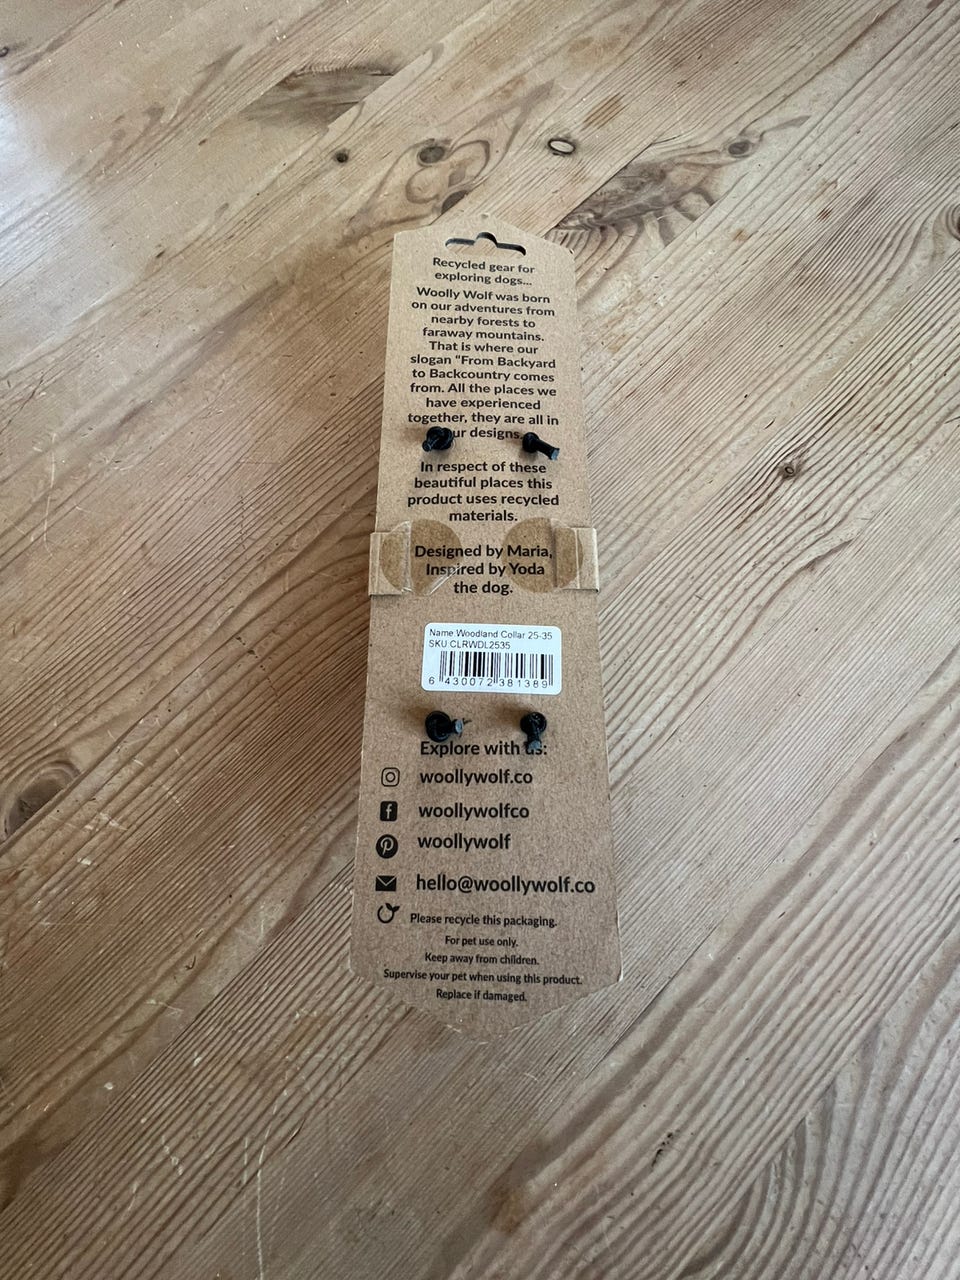 Recycled gear for
exploring dogs...
Woolly Wolf was born
on our adventures from
nearby forests to
faraway mountains.
That is where our
slogan "From Backyard
to Backcountry comes
from. All the places we
have experienced
together, they are all in
ur designs.
In respect of these
beautiful places this
product uses recycled
materials.
Designed by Maria,
Inspired by Yoda
the dog.
Name:Woodland Collar 25-35
SKU:CLRWDL2535
6 430072 381389
Explore with us:
woollywolf.co
woollywolfco
woollywolf
hello@woollywolf.co
Please recycle this packaging.
For pet use only.
Keep away from children.
Supervise your pet when using this product.
Replace if damaged.